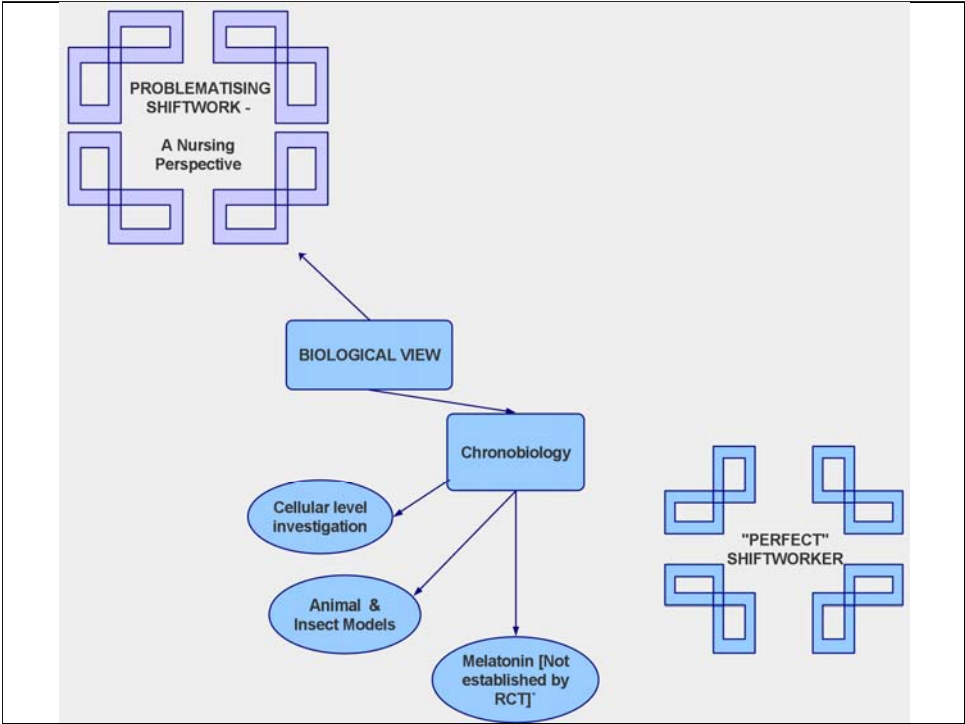 PROBLEMATISING
SHIFTWORK -
A Nursing
Perspective
BIOLOGICAL VIEW
Chronobiology
Cellular level
investigation
Animal & 
Insect Models
Melatonin [Not
established by
RCT]`
"PERFECT"
SHIFTWORKER